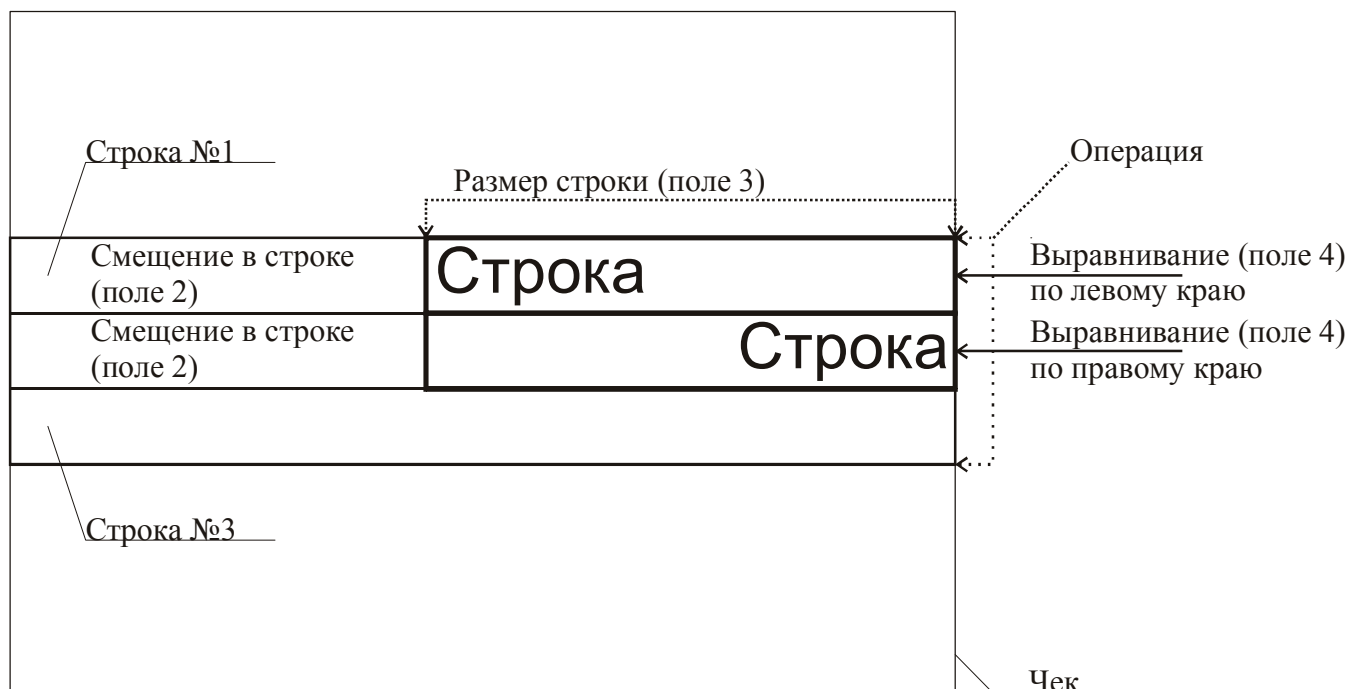 Строка №1
Операция
Размер строки (поле 3)
Смещение в строке
(поле 2)
Строка
Выравнивание (поле 4)
по левому краю
Смещение в строке
(поле 2)
Строка
Выравнивание (поле 4)
по правому краю
Строка №3
Чек